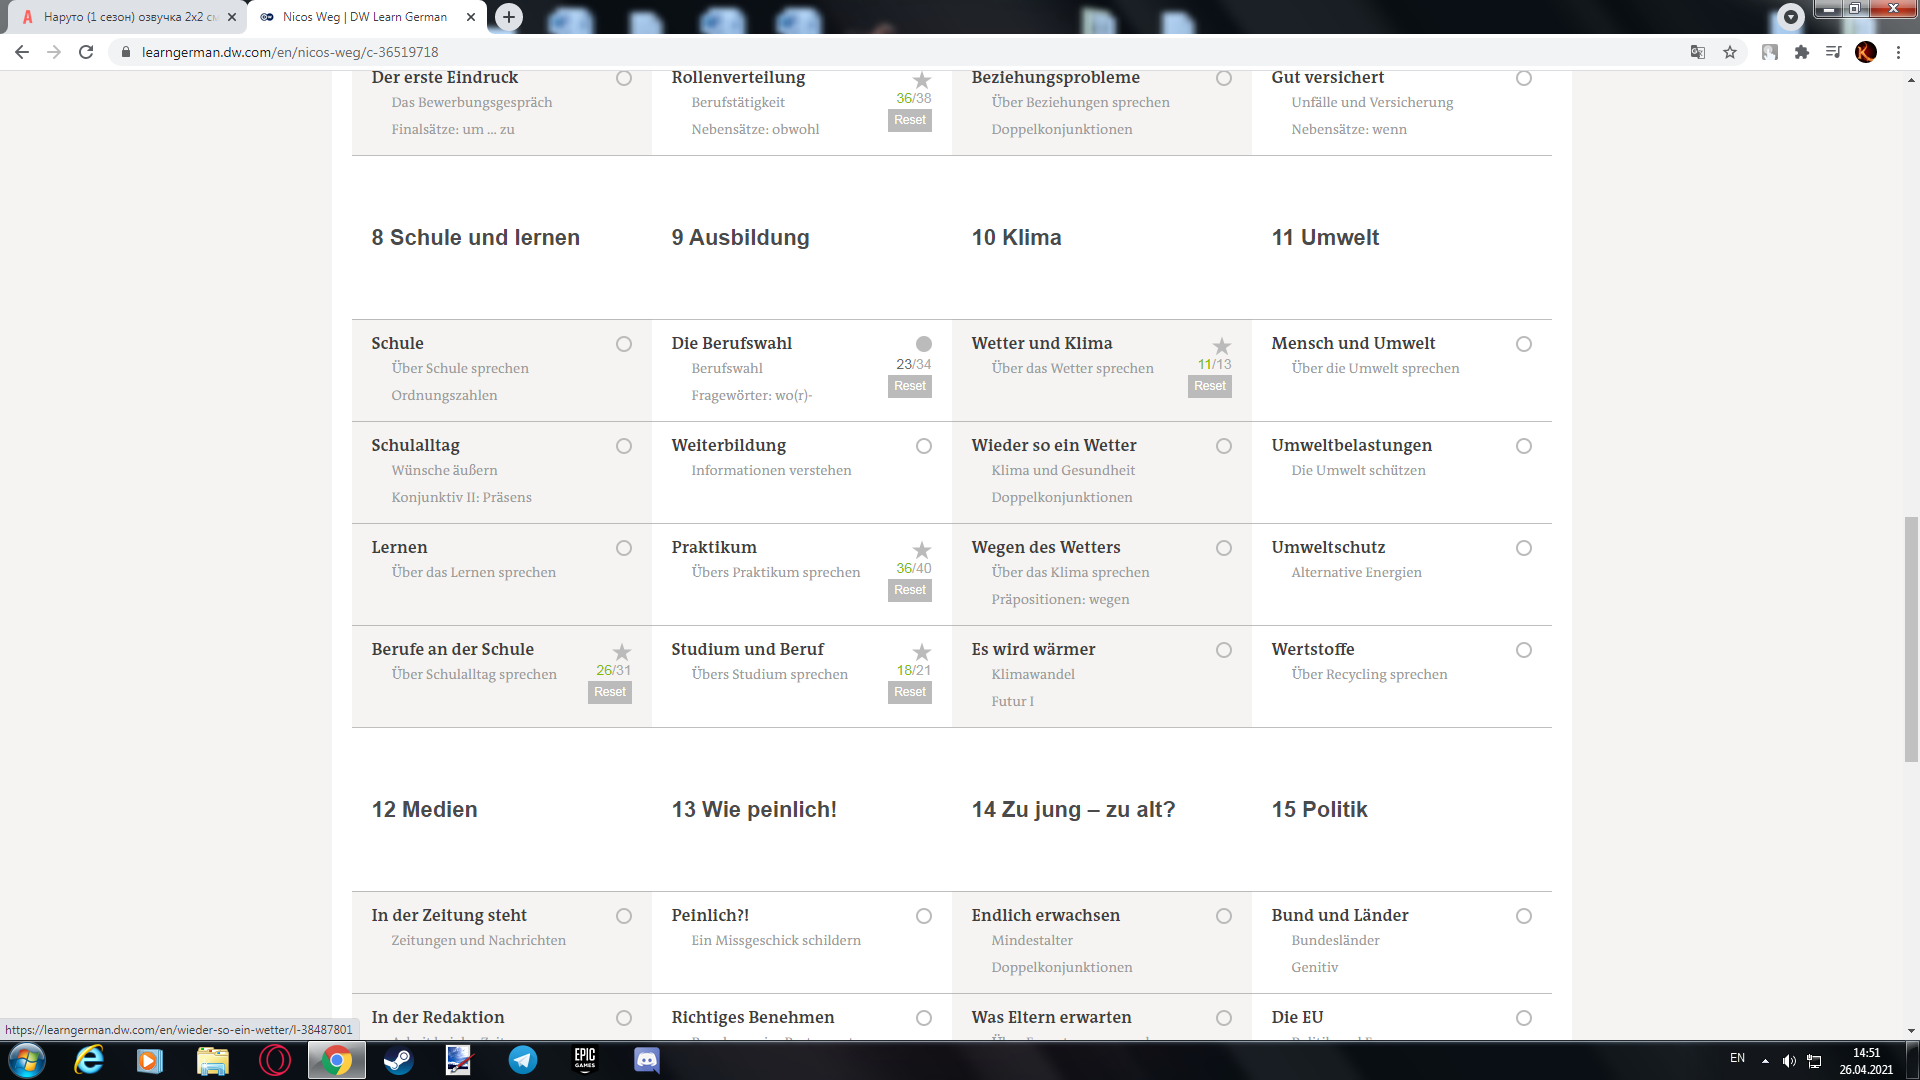 Наруто (1 сезон) озвучка 2x2 см
Nicos Weg | DW Learn German
learngerman.dw.com/en/nicos-weg/c-36519718
Der erste Eindruck
Das Bewerbungsgespräch
Finalsätze: um ... zu
Rollenverteilung
36/38
Berufstätigkeit
Reset
Nebensätze: obwohl
Beziehungsprobleme
Über Beziehungen sprechen
Doppelkonjunktionen
Gut versichert
Unfälle und Versicherung
Nebensätze: wenn
8 Schule und lernen
9 Ausbildung
10 Klima
11 Umwelt
Schule
Über Schule sprechen
Ordnungszahlen
Die Berufswahl
23/34
Berufswahl
Reset
Fragewörter: wo(r)-
Wetter und Klima
11/13
Über das Wetter sprechen
Reset
Mensch und Umwelt
Über die Umwelt sprechen
Schulalltag
Wünsche äußern
Konjunktiv II: Präsens
Weiterbildung
Informationen verstehen
Wieder so ein Wetter
Klima und Gesundheit
Doppelkonjunktionen
Umweltbelastungen
Die Umwelt schützen
Lernen
Über das Lernen sprechen
Praktikum
36/40
Übers Praktikum sprechen
Reset
Wegen des Wetters
Über das Klima sprechen
Präpositionen: wegen
Umweltschutz
Alternative Energien
Berufe an der Schule
26/31
Über Schulalltag sprechen
Reset
Studium und Beruf
18/21
Übers Studium sprechen
Reset
Es wird wärmer
Klimawandel
Futur I
Wertstoffe
Über Recycling sprechen
12 Medien
13 Wie peinlich!
14 Zu jung – zu alt?
15 Politik
In der Zeitung steht
Zeitungen und Nachrichten
Peinlich?!
Ein Missgeschick schildern
Endlich erwachsen
Mindestalter
Doppelkonjunktionen
Bund und Länder
Bundesländer
Genitiv
In der Redaktion
Richtiges Benehmen
Was Eltern erwarten
Die EU
https://learngerman.dw.com/en/wieder-so-ein-wetter/l-38487801
EPIC
GAMES
EN
14:51
26.04.2021